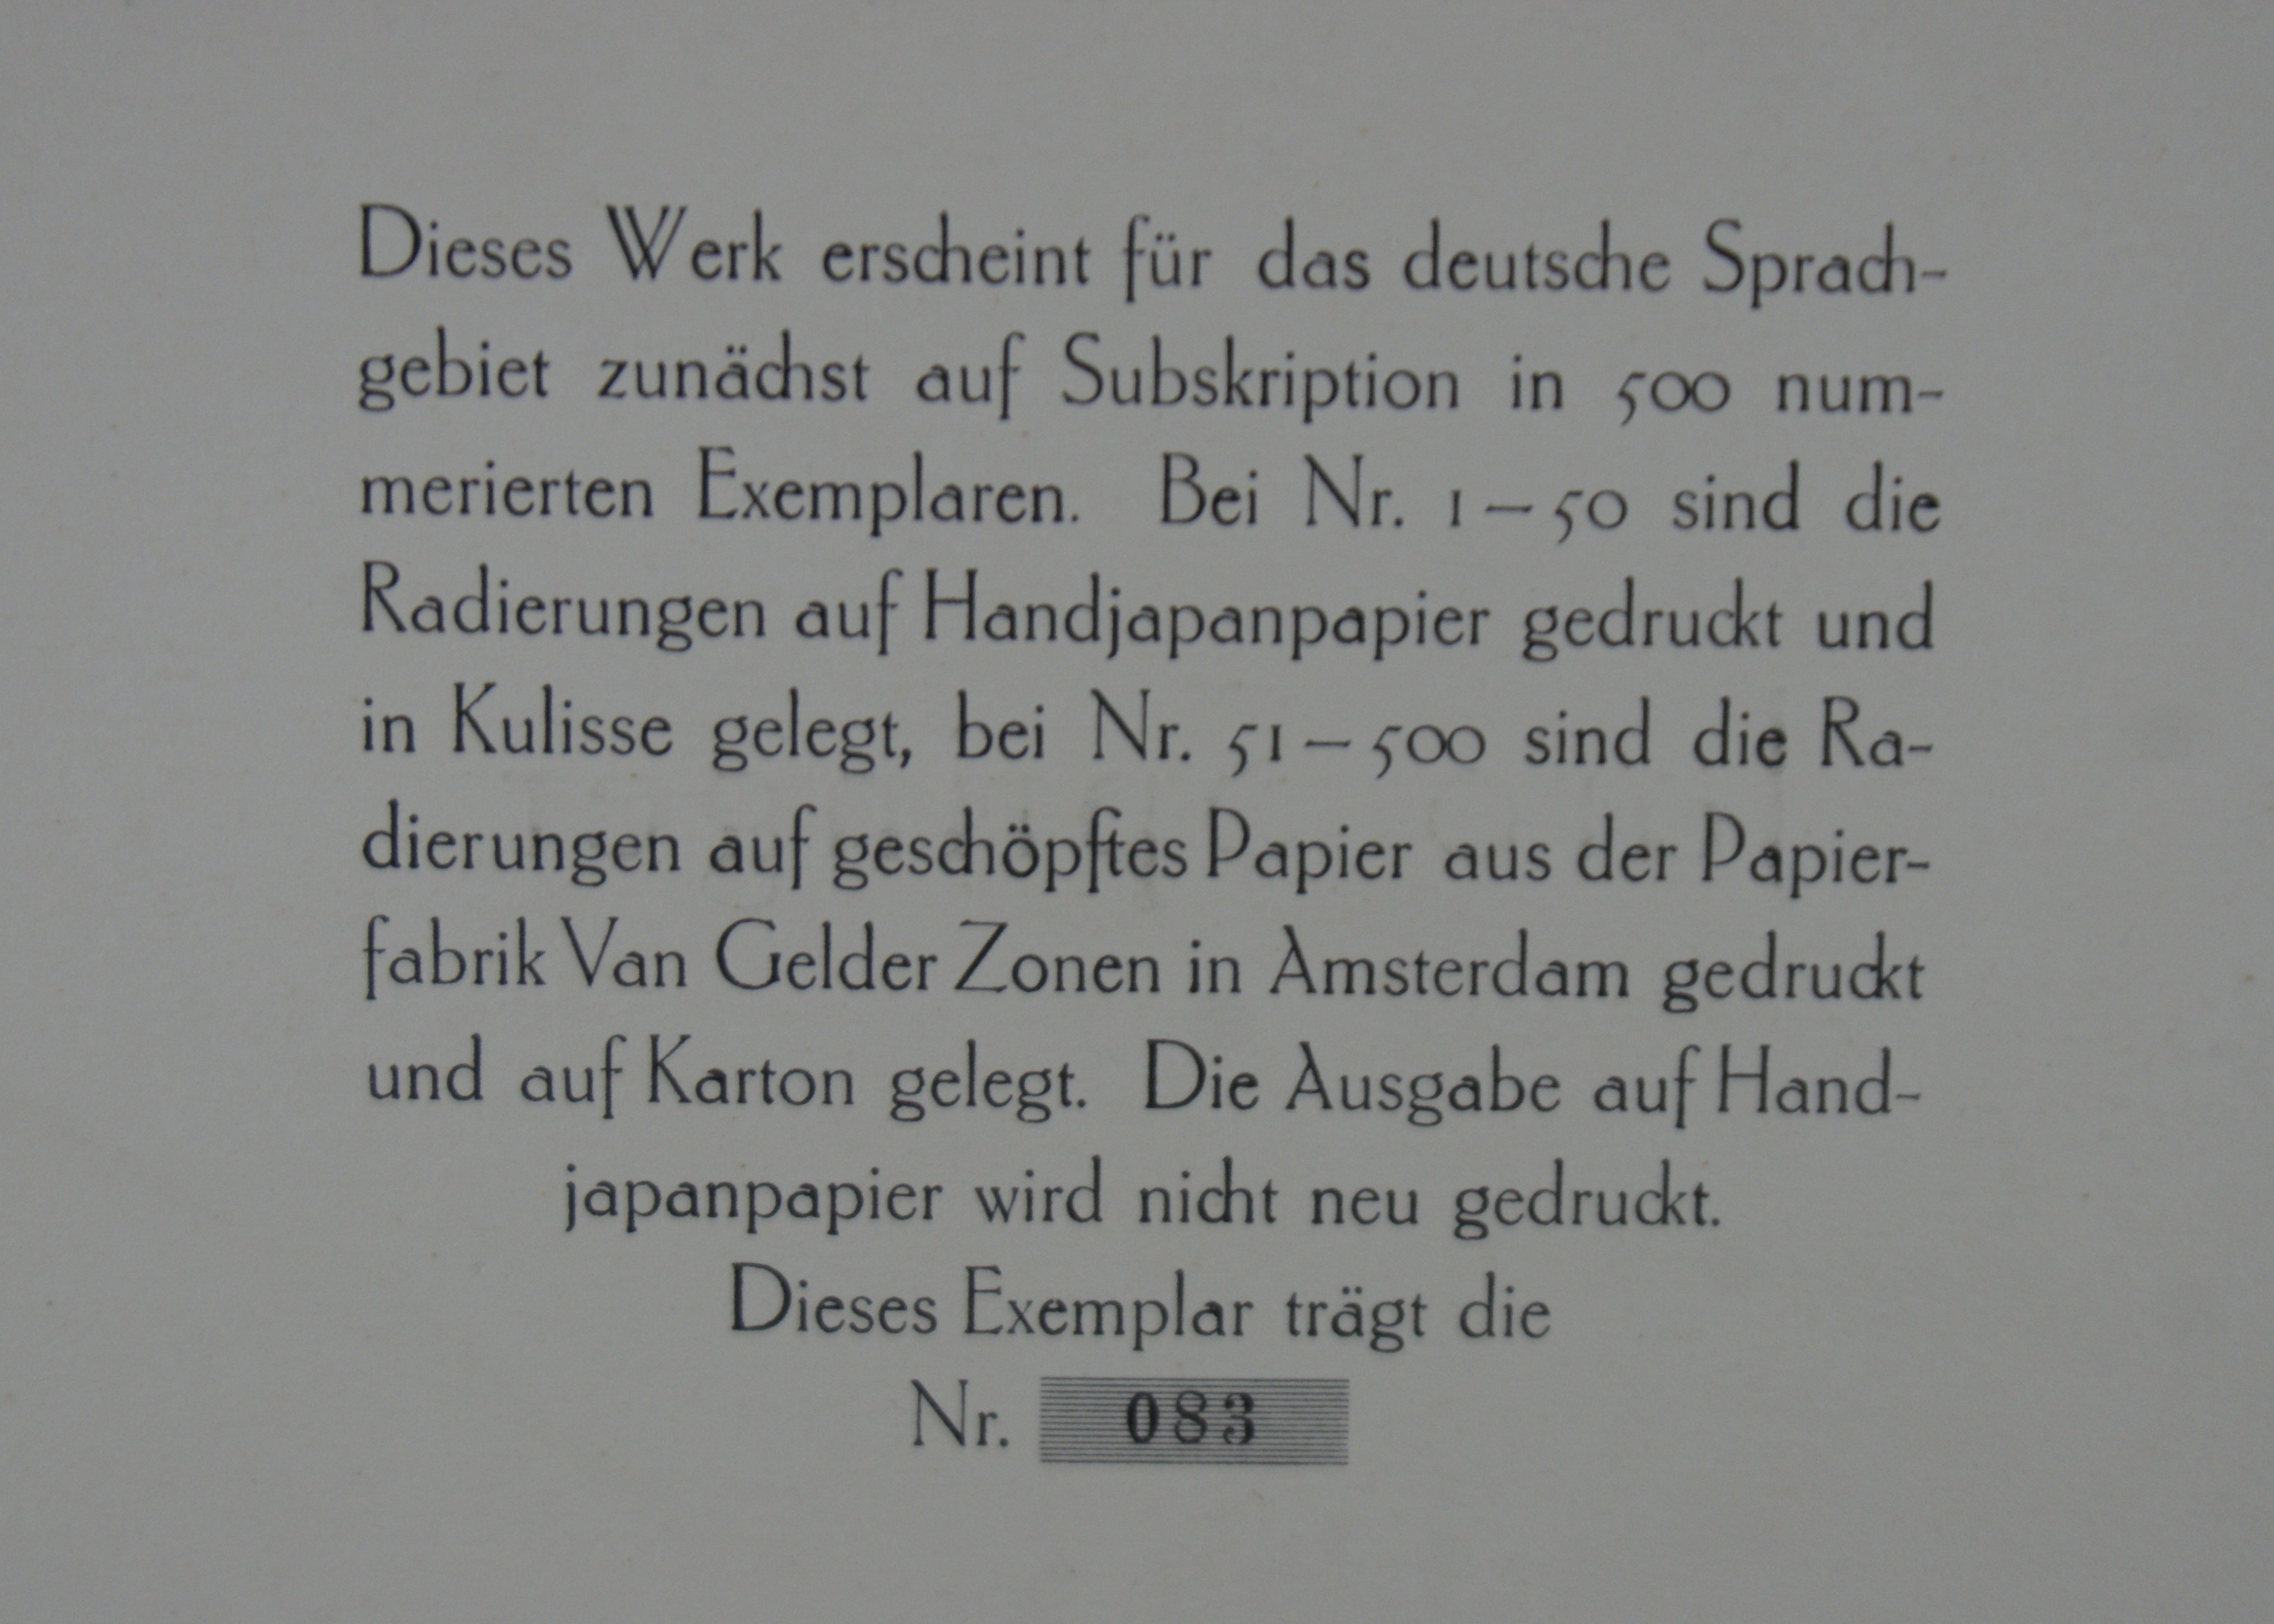 Dieses Werk erscheint für das deutsche Sprach-
gebiet zunächst auf Subskription in 500 num-
merierten Exemplaren. Bei Nr. 1 – 50 sind die
Radierungen auf Handjapanpapier gedruckt und
in Kulisse gelegt, bei Nr. 51 – 500 sind die Ra-
dierungen auf geschöpftes Papier aus der Papier-
fabrik Van Gelder Zonen in Amsterdam gedruckt
und auf Karton gelegt. Die Ausgabe auf Hand-
japanpapier wird nicht neu gedruckt.
Dieses Exemplar trägt die
Nr. 083